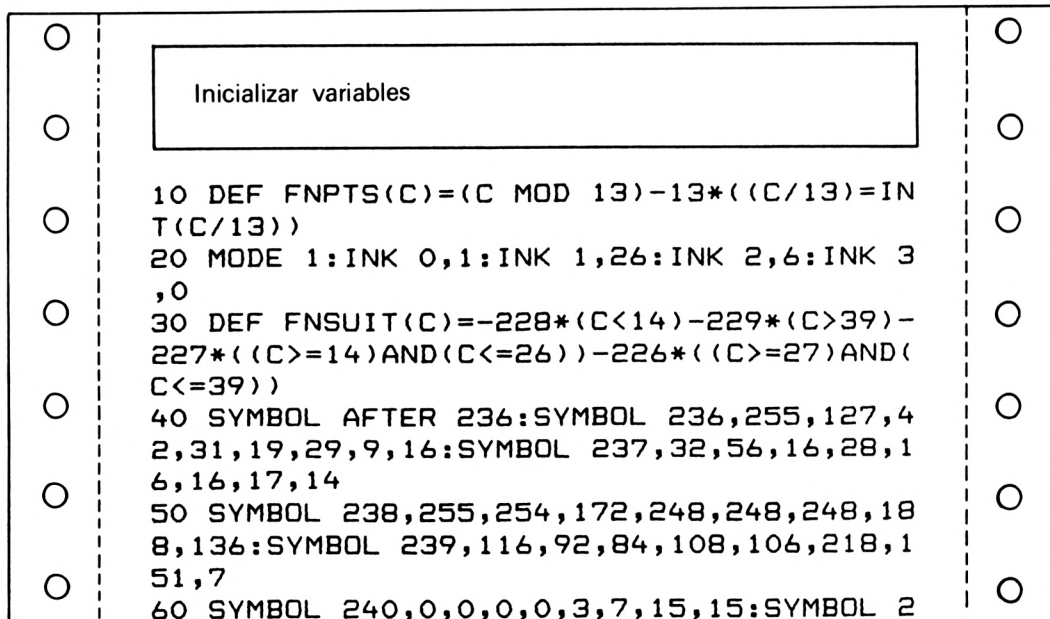 Inicializar variables
10 DEF FNPTS(C)=(C MOD 13)-13*((C/13)=IN
T(C/13))
20 MODE 1:INK 0,1:INK 1,26:INK 2,6:INK 3
,0
30 DEF FNSUIT(C)=-228*(C<14)-229*(C>39)-
227*((C>=14)AND(C<=26))-226*((C>=27)AND(
C<=39))
40 SYMBOL AFTER 236:SYMBOL 236,255,127,4
2,31,19,29,9,16:SYMBOL 237,32,56,16,28,1
6,16,17,14
50 SYMBOL 238,255,254,172,248,248,248,18
8,136:SYMBOL 239,116,92,84,108,106,218,1
51,7
60 SYMBOL 240,0,0,0,0,3,7,15,15:SYMBOL 2